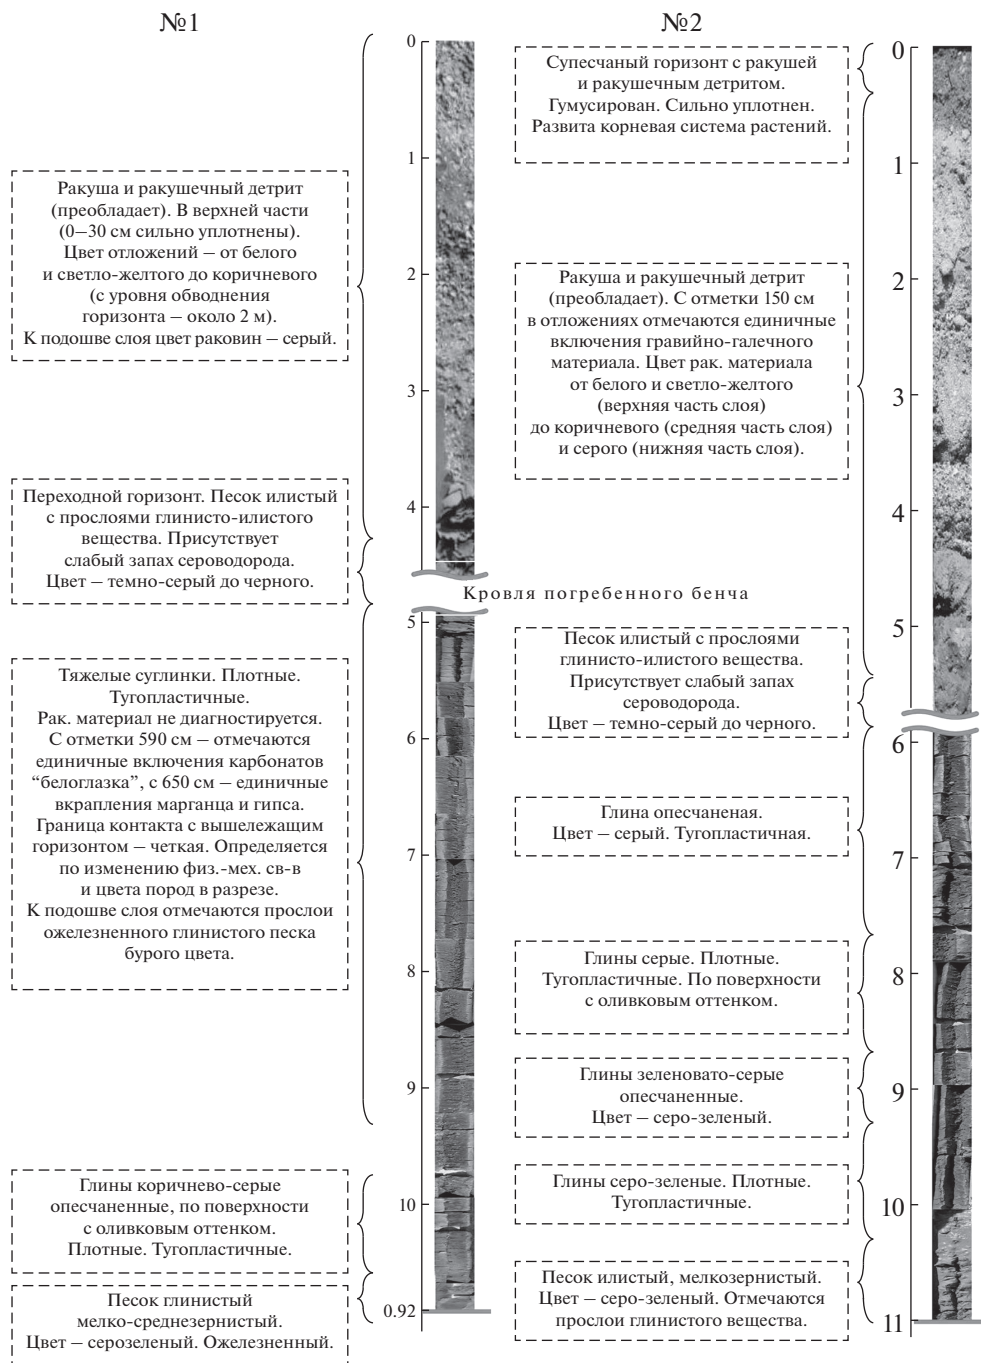 №1
0
1
2
3
4
5
6
7
8
9
10
0.92
Ракуша и ракушечный детрит
(преобладает). В верхней части
(0–30 см сильно уплотнены).
Цвет отложений – от белого
и светло-желтого до коричневого
(с уровня обводнения
горизонта – около 2 м).
К подошве слоя цвет раковин – серый.
Переходной горизонт. Песок илистый
с прослоями глинисто-илистого
вещества. Присутствует
слабый запах сероводорода.
Цвет – темно-серый до черного.
Кровля погребенного бенча
Тяжелые суглинки. Плотные.
Тугопластичные.
Рак. материал не диагностируется.
С отметки 590 см – отмечаются
единичные включения карбонатов
“белоглазка”, с 650 см – единичные
вкрапления марганца и гипса.
Граница контакта с вышележащим
горизонтом – четкая. Определяется
по изменению физ.-мех. св-в
и цвета пород в разрезе.
К подошве слоя отмечаются прослои
ожелезненного глинистого песка
бурого цвета.
Глины коричнево-серые
опесчаненные, по поверхности
с оливковым оттенком.
Плотные. Тугопластичные.
Песок глинистый
мелко-среднезернистый.
Цвет – серозеленый. Ожелезненный.
№2
0
1
2
3
4
5
6
7
8
9
10
11
Супесчаный горизонт с ракушей
и ракушечным детритом.
Гумусирован. Сильно уплотнен.
Развита корневая система растений.
Ракуша и ракушечный детрит
(преобладает). С отметки 150 см
в отложениях отмечаются единичные
включения гравийно-галечного
материала. Цвет рак. материала
от белого и светло-желтого
(верхняя часть слоя)
до коричневого (средняя часть слоя)
и серого (нижняя часть слоя).
Песок илистый с прослоями
глинисто-илистого вещества.
Присутствует слабый запах
сероводорода.
Цвет – темно-серый до черного.
Глина опесчаненая.
Цвет – серый. Тугопластичная.
Глины серые. Плотные.
Тугопластичные. По поверхности
с оливковым оттенком.
Глины зеленовато-серые
опесчаненные.
Цвет – серо-зеленый.
Глины серо-зеленые. Плотные.
Тугопластичные.
Песок илистый, мелкозернистый.
Цвет – серо-зеленый. Отмечаются
прослои глинистого вещества.